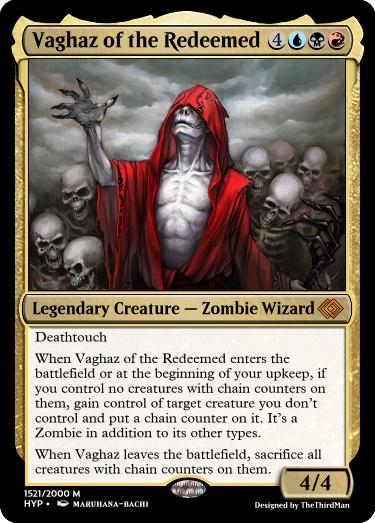 Vaghaz of the Redeemed 4
Legendary Creature — Zombie Wizard
Deathtouch
When Vaghaz of the Redeemed enters the
battlefield or at the beginning of your upkeep, if
you control no creatures with chain counters on
them, gain control of target creature you don't
control and put a chain counter on it. It's a
Zombie in addition to its other types.
When Vaghaz leaves the battlefield, sacrifice all
creatures with chain counters on them.
4/4
1521/2000 M
HYP • MARUHANA-BACHI
Designed by TheThirdMan